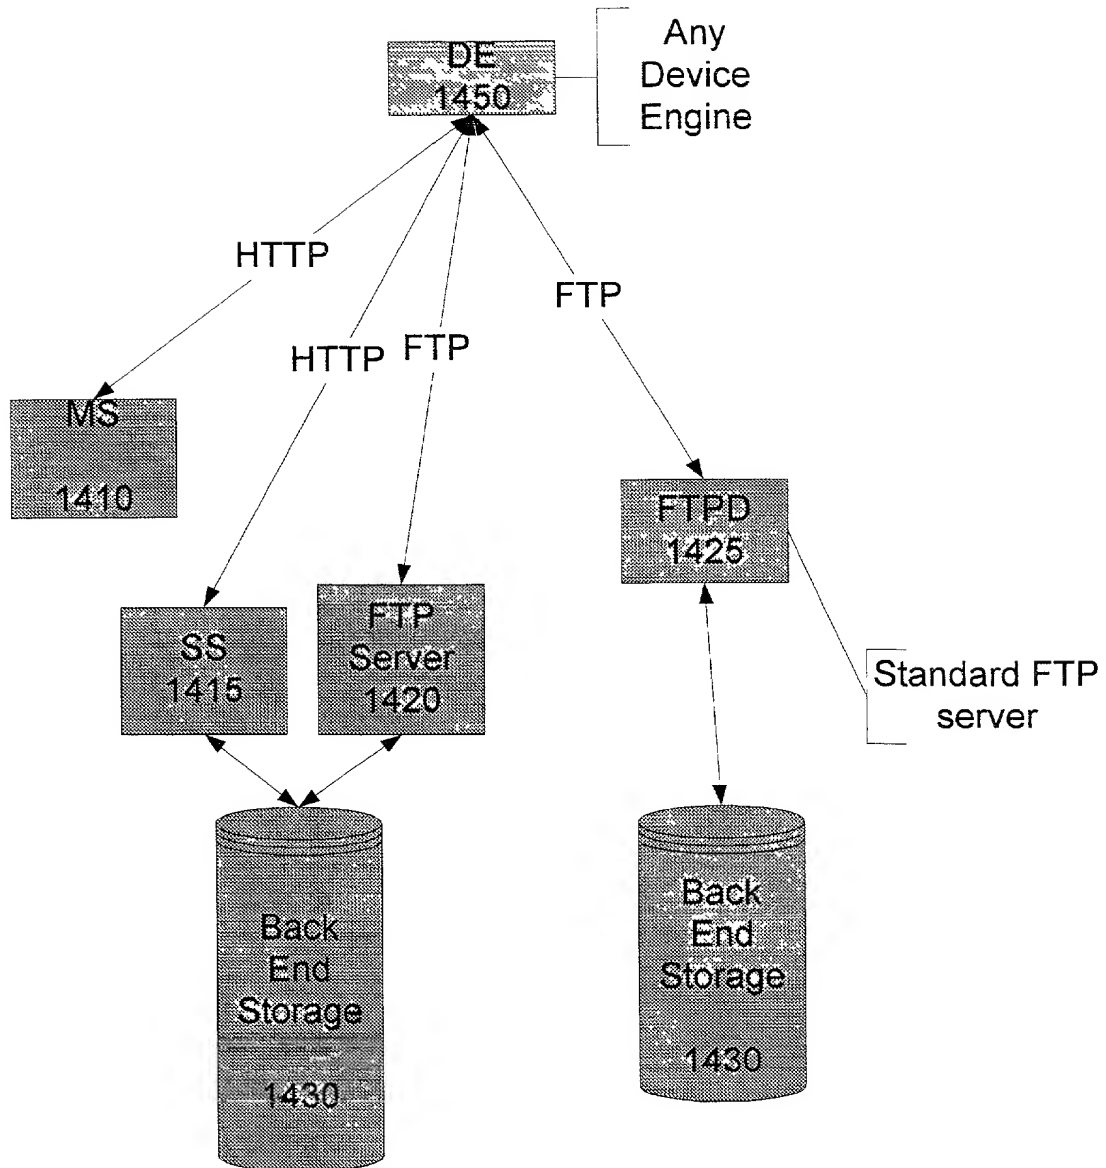 DE
1450
Any
Device
Engine
HTTP
FTP
HTTP
FTP
MS
1410
FTPD
1425
SS
1415
FTP
Server
1420
Standard FTP
server
Back
End
Storage
1430
Back
End
Storage
1430